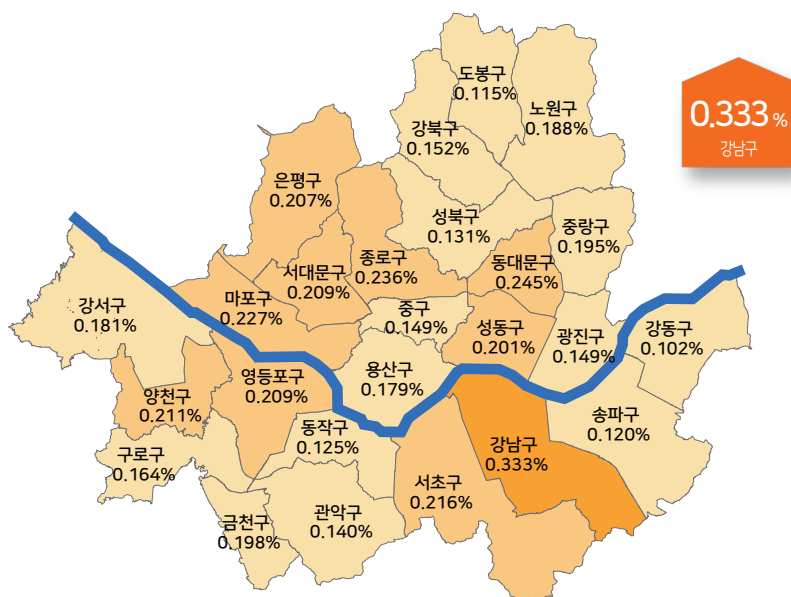 도봉구
0.115%
노원구
0.188%
강북구
0.152%
0.333%
강남구
은평구
0.207%
성북구
0.131%
중랑구
0.195%
종로구
0.236%
서대문구
0.209%
동대문구
0.245%
강서구
0.181%
마포구
0.227%
중구
0.149%
성동구
0.201%
광진구
0.149%
강동구
0.102%
용산구
0.179%
영등포구
0.209%
양천구
0.211%
송파구
0.120%
동작구
0.125%
강남구
0.333%
구로구
0.164%
서초구
0.216%
관악구
0.140%
금천구
0.198%